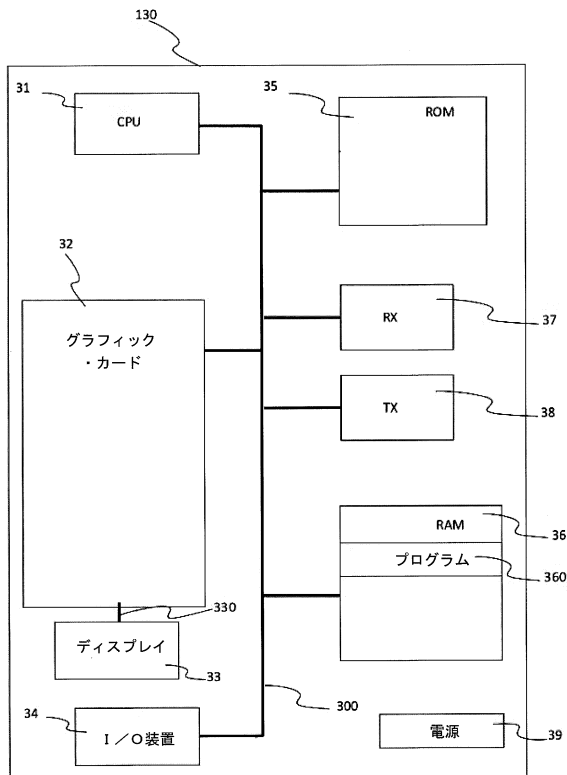 130
31
CPU
35
ROM
32
グラフィック
・カード
RX
37
TX
38
RAM
36
プログラム
360
330
ディスプレイ
33
300
34
I/O装置
電源
39